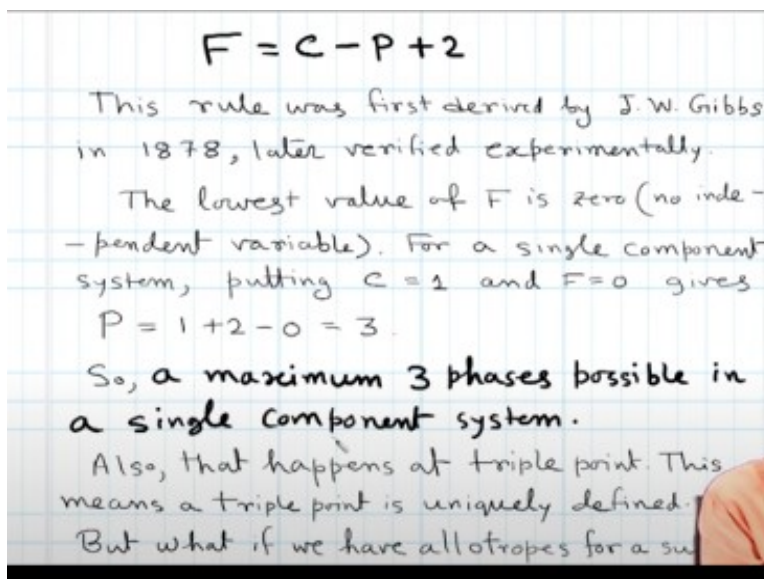 F = C - P + 2
This rule was first derived by J. W. Gibbs
in 1878, later verified experimentally.
The lowest value of F is zero (no inde-
-pendent variable). For a single component
system, putting C = 1 and F = 0 gives
P = 1 + 2 - 0 = 3.
So, a maximum 3 phases possible in
a single component system.
Also, that happens at triple point. This
means a triple point is uniquely defined.
But what if we have allotropes for a